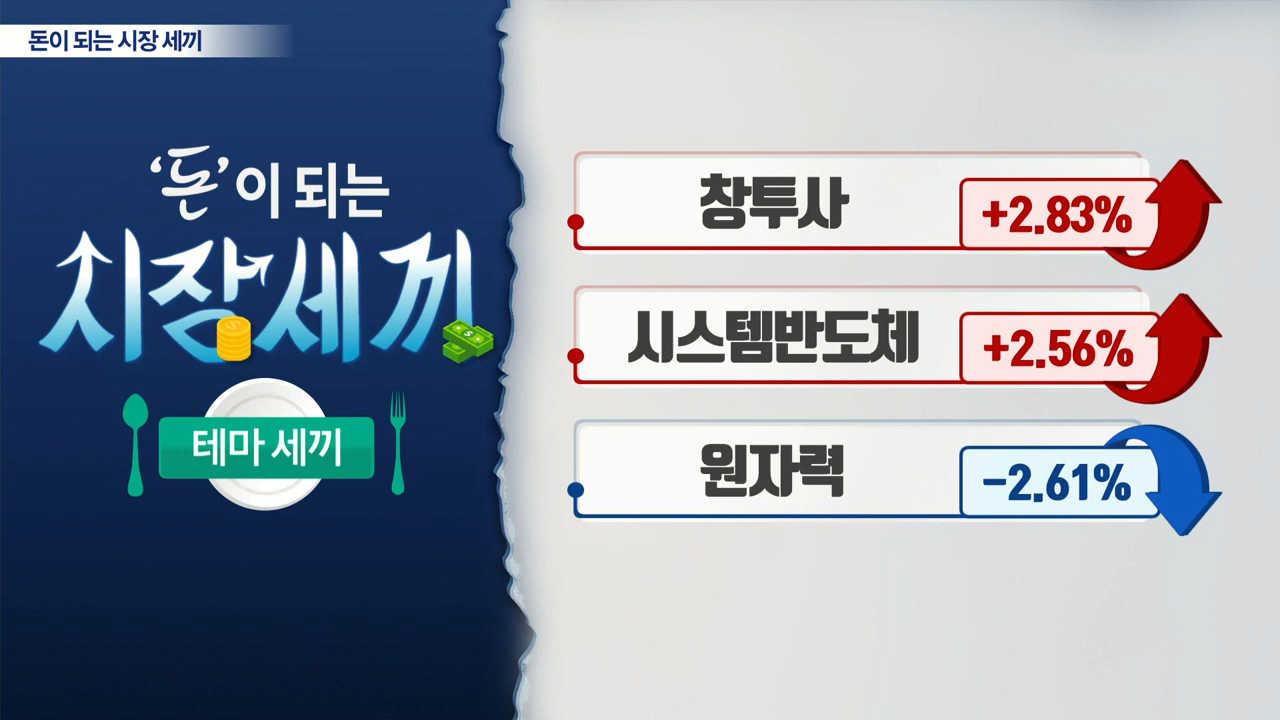 돈이 되는 시장 세끼
‘돈’이 되는
시장세끼
테마 세끼
창투사
+2.83%
시스템반도체
+2.56%
원자력
-2.61%